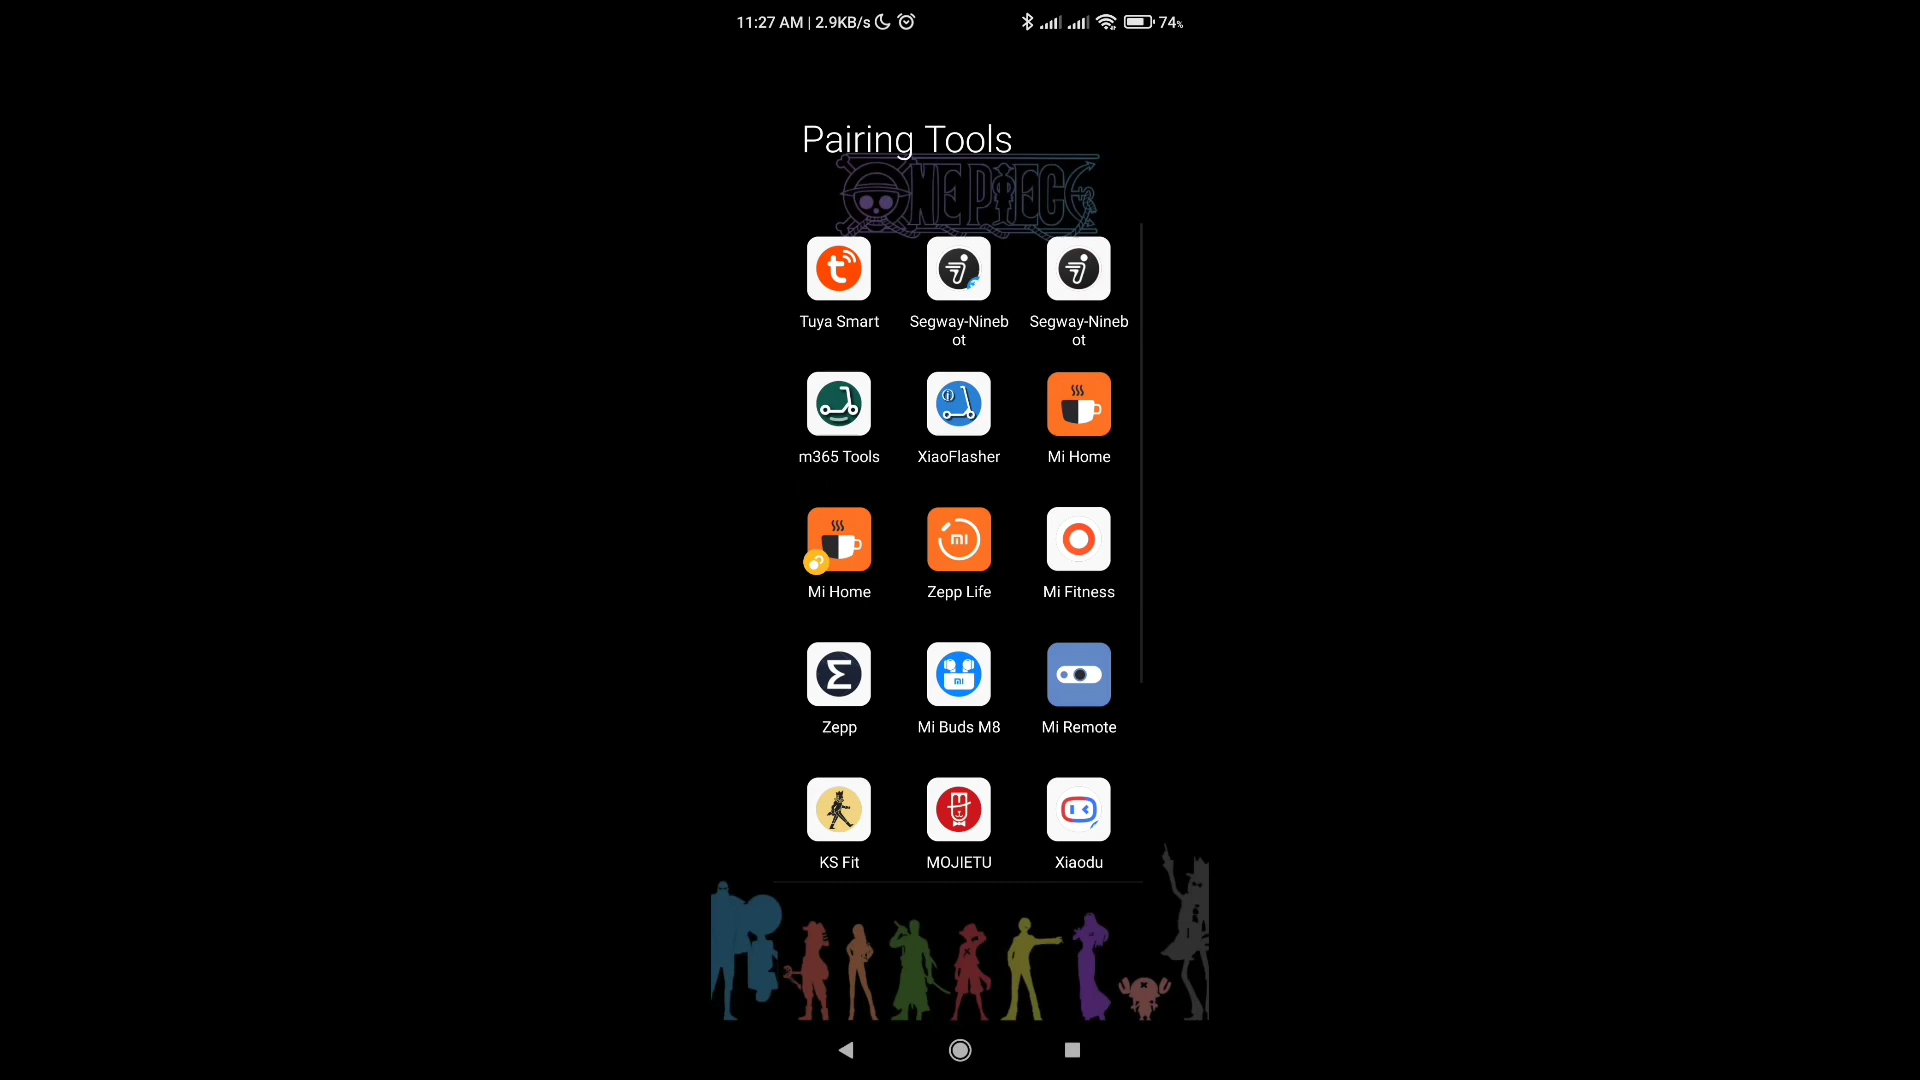 11:27 AM | 2.9KB/s
74%
Pairing Tools
ONE PIECE
Tuya Smart
Segway-Nineb
ot
Segway-Nineb
ot
m365 Tools
XiaoFlasher
Mi Home
Mi Home
Zepp Life
Mi Fitness
Zepp
Mi Buds M8
Mi Remote
KS Fit
MOJIETU
Xiaodu